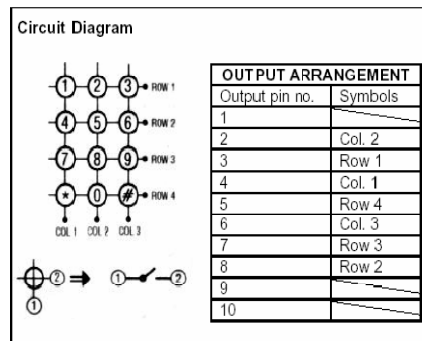 Circuit Diagram
1 2 3 ROW 1
4 5 6 ROW 2
7 8 9 ROW 3
* 0 # ROW 4
COL 1 COL 2 COL 3
2 1 2
1
OUTPUT ARRANGEMENT
Output pin no. Symbols
1
2 Col. 2
3 Row 1
4 Col. 1
5 Row 4
6 Col. 3
7 Row 3
8 Row 2
9
10